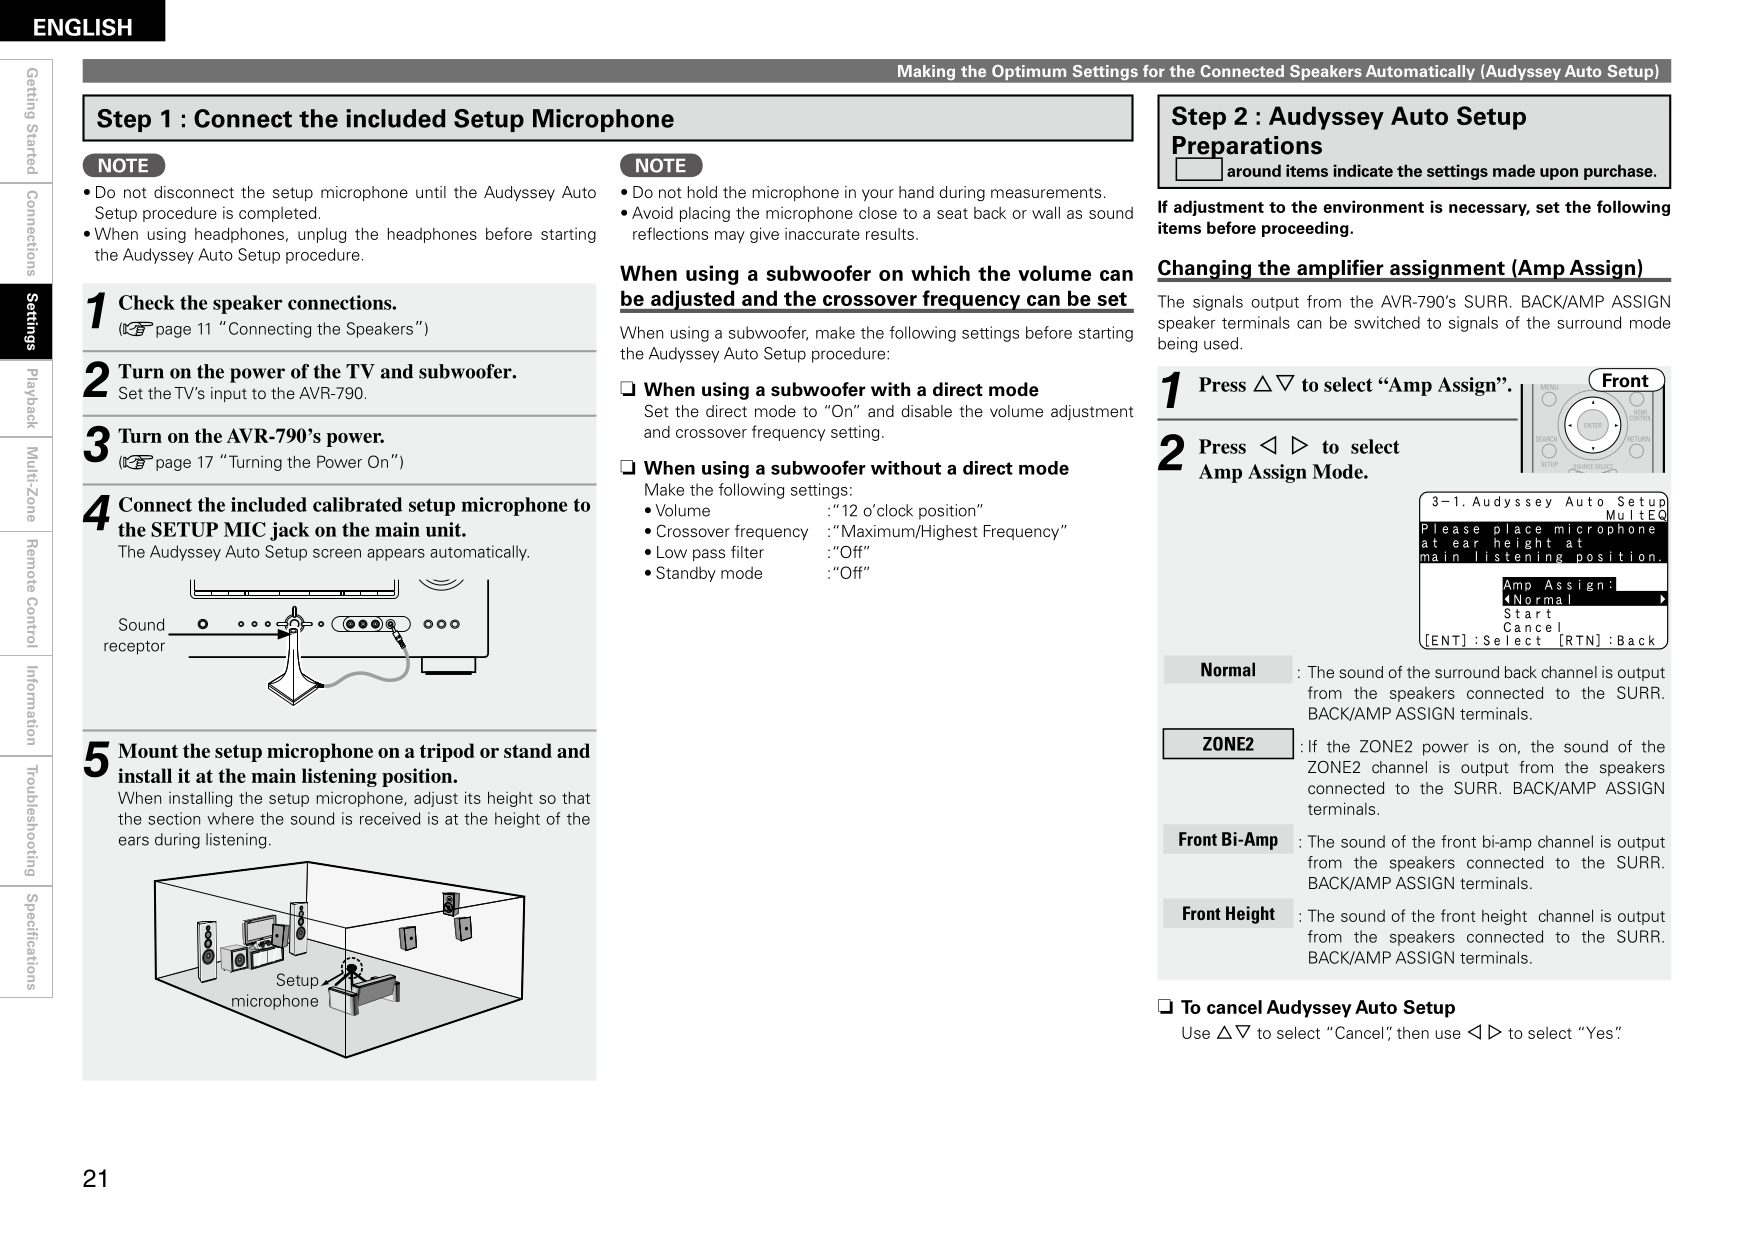 ENGLISH
Getting Started
Connections
Settings
Playback
Multi-Zone
Remote Control
Information
Troubleshooting
Specifications
Making the Optimum Settings for the Connected Speakers Automatically (Audyssey Auto Setup)
Step 1 : Connect the included Setup Microphone
NOTE
• Do not disconnect the setup microphone until the Audyssey Auto
Setup procedure is completed.
• When using headphones, unplug the headphones before starting
the Audyssey Auto Setup procedure.
1 Check the speaker connections.
(☞page 11 “Connecting the Speakers”)
2 Turn on the power of the TV and subwoofer.
Set the TV’s input to the AVR-790.
3 Turn on the AVR-790’s power.
(☞page 17 “Turning the Power On”)
4 Connect the included calibrated setup microphone to
the SETUP MIC jack on the main unit.
The Audyssey Auto Setup screen appears automatically.
Sound
receptor
5 Mount the setup microphone on a tripod or stand and
install it at the main listening position.
When installing the setup microphone, adjust its height so that
the section where the sound is received is at the height of the
ears during listening.
Setup
microphone
NOTE
• Do not hold the microphone in your hand during measurements.
• Avoid placing the microphone close to a seat back or wall as sound
reflections may give inaccurate results.
When using a subwoofer on which the volume can
be adjusted and the crossover frequency can be set
When using a subwoofer, make the following settings before starting
the Audyssey Auto Setup procedure:
❏ When using a subwoofer with a direct mode
Set the direct mode to “On” and disable the volume adjustment
and crossover frequency setting.
❏ When using a subwoofer without a direct mode
Make the following settings:
• Volume :“12 o’clock position”
• Crossover frequency :“Maximum/Highest Frequency”
• Low pass filter :“Off”
• Standby mode :“Off”
Step 2 : Audyssey Auto Setup
Preparations
around items indicate the settings made upon purchase.
If adjustment to the environment is necessary, set the following
items before proceeding.
Changing the amplifier assignment (Amp Assign)
The signals output from the AVR-790’s SURR. BACK/AMP ASSIGN
speaker terminals can be switched to signals of the surround mode
being used.
1 Press △▽ to select “Amp Assign”.
Front
MENU
HDMI
CONTROL
ENTER
SEARCH
RETURN
SETUP
SOURCE SELECT
2 Press ◁ ▷ to select
Amp Assign Mode.
3-1.Audyssey Auto Setup
MultEQ
Please place microphone
at ear height at
main listening position.
Amp Assign:
◀Normal ▶
Start
Cancel
[ENT]:Select [RTN]:Back
Normal : The sound of the surround back channel is output
from the speakers connected to the SURR.
BACK/AMP ASSIGN terminals.
ZONE2 : If the ZONE2 power is on, the sound of the
ZONE2 channel is output from the speakers
connected to the SURR. BACK/AMP ASSIGN
terminals.
Front Bi-Amp : The sound of the front bi-amp channel is output
from the speakers connected to the SURR.
BACK/AMP ASSIGN terminals.
Front Height : The sound of the front height channel is output
from the speakers connected to the SURR.
BACK/AMP ASSIGN terminals.
❏ To cancel Audyssey Auto Setup
Use △▽ to select “Cancel”, then use ◁ ▷ to select “Yes”.
21